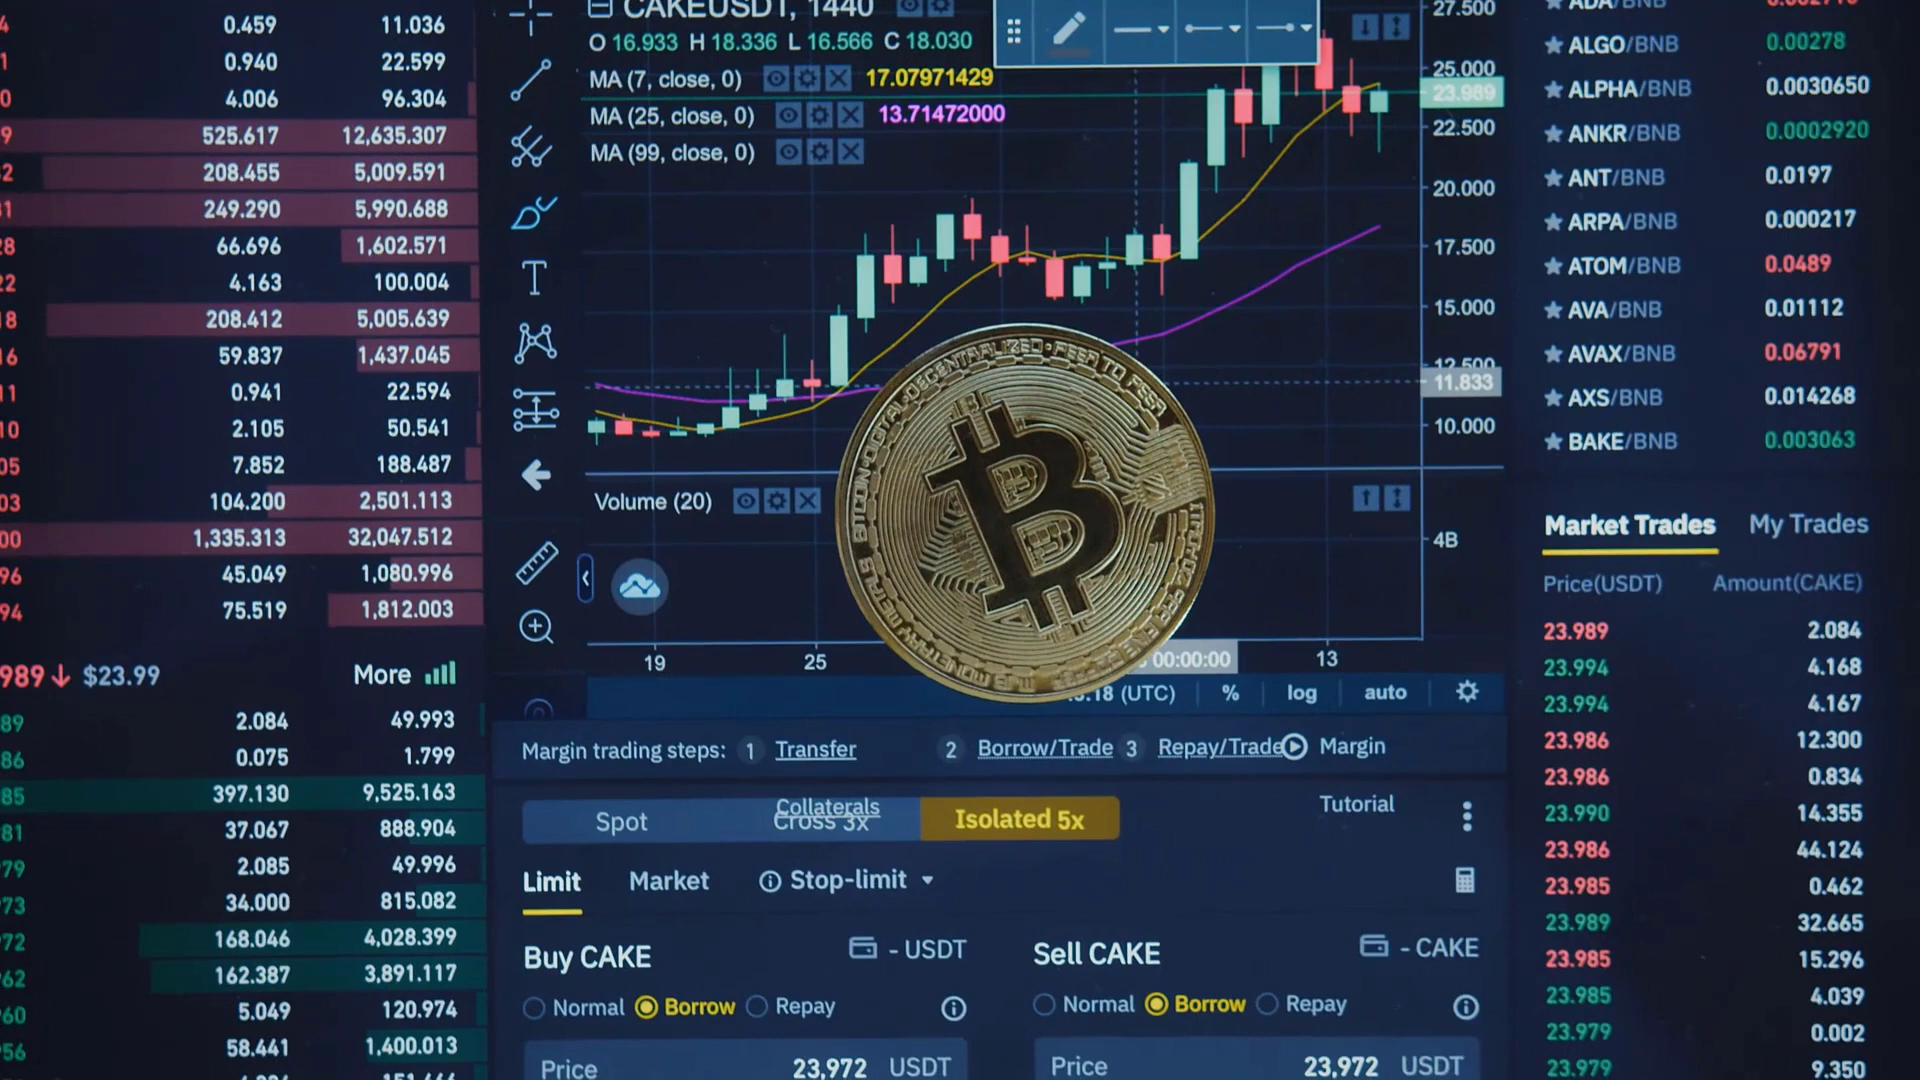 0.459 11.036
0.940 22.599
4.006 96.304
525.617 12,635.307
208.455 5,009.591
249.290 5,990.688
66.696 1,602.571
4.163 100.004
208.412 5,005.639
59.837 1,437.045
0.941 22.594
2.105 50.541
7.852 188.487
104.200 2,501.113
1,335.313 32,047.512
45.049 1,080.996
75.519 1,812.003
989↓ $23.99 More
2.084 49.993
0.075 1.799
397.130 9,525.163
37.067 888.904
2.085 49.996
34.000 815.082
168.046 4,028.399
162.387 3,891.117
5.049 120.974
58.441 1,400.013
CAKEUSDT, 1440
O 16.933 H 18.336 L 16.566 C 18.030
MA (7, close, 0) 17.07971429
MA (25, close, 0) 13.71472000
MA (99, close, 0)
27.500
25.000
23.989
22.500
20.000
17.500
15.000
12.500
11.833
10.000
Volume (20)
4B
19 25 00:00:00 13
(UTC) % log auto
BITCOIN·DIGITAL·DECENTRALIZED·PEER TO PEER
Margin trading steps: 1 Transfer 2 Borrow/Trade 3 Repay/Trade Margin
Tutorial
Collaterals
Spot Cross 3x Isolated 5x
Limit Market Stop-limit
Buy CAKE - USDT
Normal Borrow Repay
Price 23,972 USDT
Sell CAKE - CAKE
Normal Borrow Repay
Price 23,972 USDT
ADA/BNB
ALGO/BNB 0.00278
ALPHA/BNB 0.0030650
ANKR/BNB 0.0002920
ANT/BNB 0.0197
ARPA/BNB 0.000217
ATOM/BNB 0.0489
AVA/BNB 0.01112
AVAX/BNB 0.06791
AXS/BNB 0.014268
BAKE/BNB 0.003063
Market Trades My Trades
Price(USDT) Amount(CAKE)
23.989 2.084
23.994 4.168
23.994 4.167
23.986 12.300
23.986 0.834
23.990 14.355
23.986 44.124
23.985 0.462
23.989 32.665
23.985 15.296
23.985 4.039
23.979 0.002
23.979 9.350